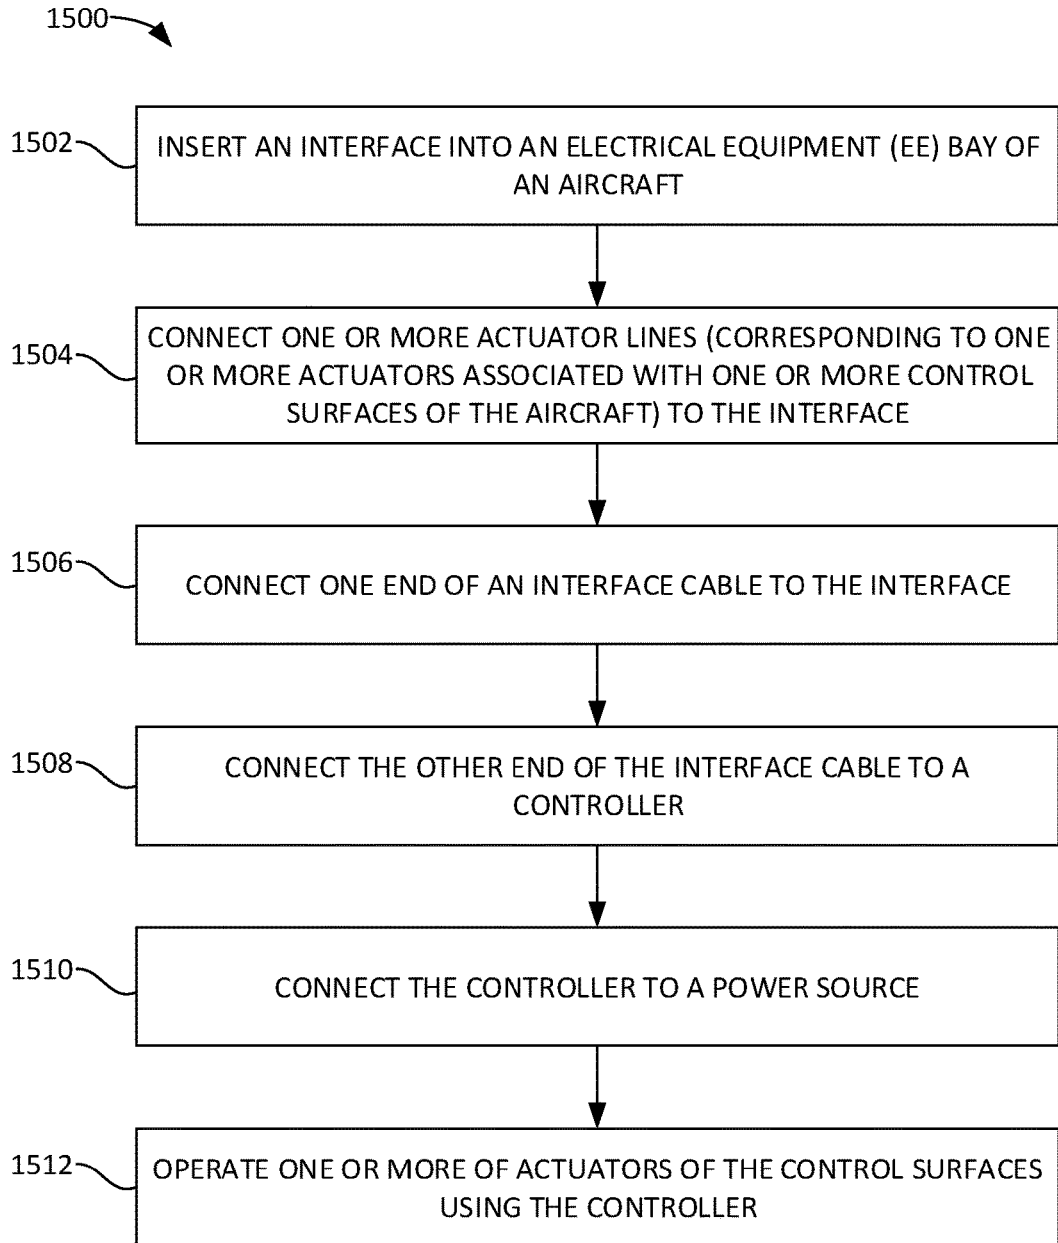 1500
1502
INSERT AN INTERFACE INTO AN ELECTRICAL EQUIPMENT (EE) BAY OF
AN AIRCRAFT
1504
CONNECT ONE OR MORE ACTUATOR LINES (CORRESPONDING TO ONE
OR MORE ACTUATORS ASSOCIATED WITH ONE OR MORE CONTROL
SURFACES OF THE AIRCRAFT) TO THE INTERFACE
1506
CONNECT ONE END OF AN INTERFACE CABLE TO THE INTERFACE
1508
CONNECT THE OTHER END OF THE INTERFACE CABLE TO A
CONTROLLER
1510
CONNECT THE CONTROLLER TO A POWER SOURCE
1512
OPERATE ONE OR MORE OF ACTUATORS OF THE CONTROL SURFACES
USING THE CONTROLLER